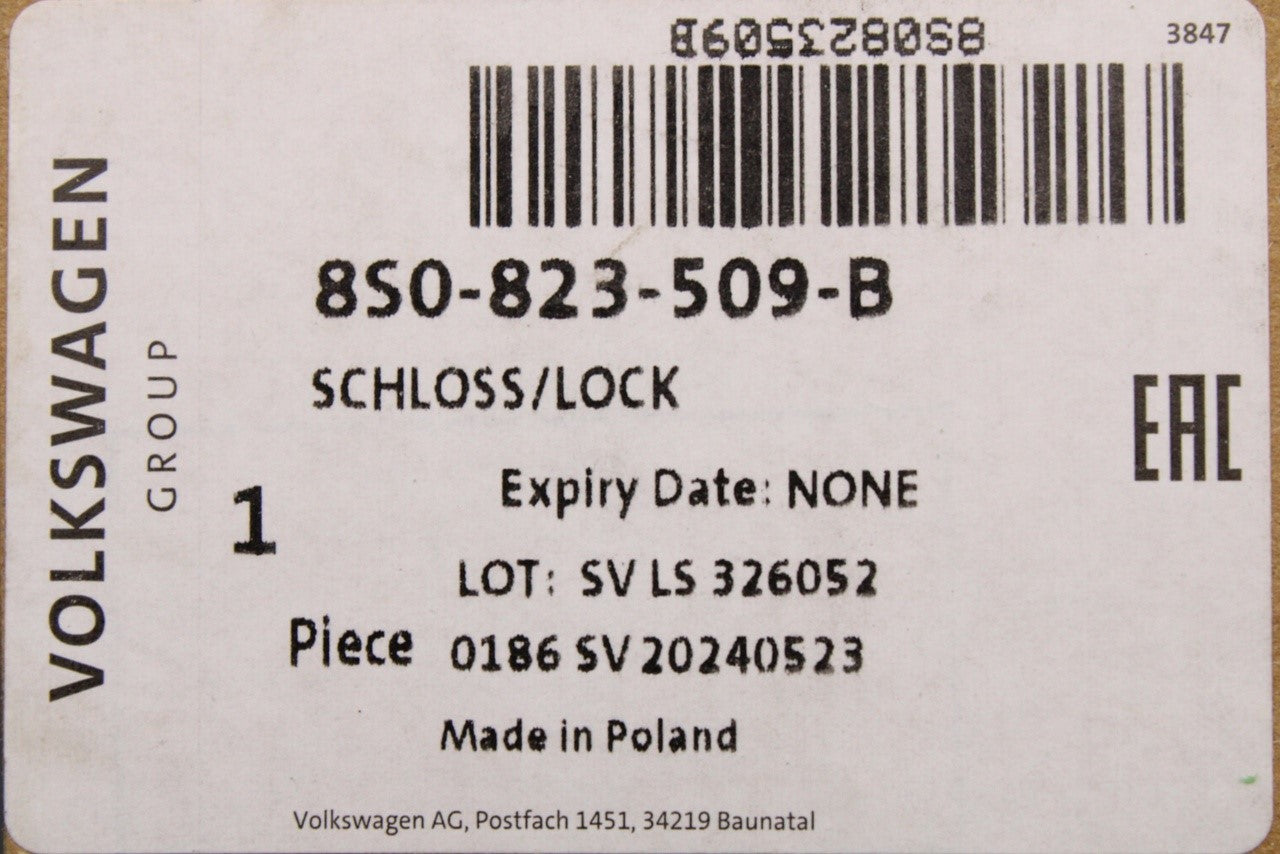 8S0823509B
3847
8S0-823-509-B
SCHLOSS/LOCK
EAC
Expiry Date: NONE
1
LOT: SV LS 326052
Piece 0186 SV 20240523
Made in Poland
Volkswagen AG, Postfach 1451, 34219 Baunatal
VOLKSWAGEN
GROUP